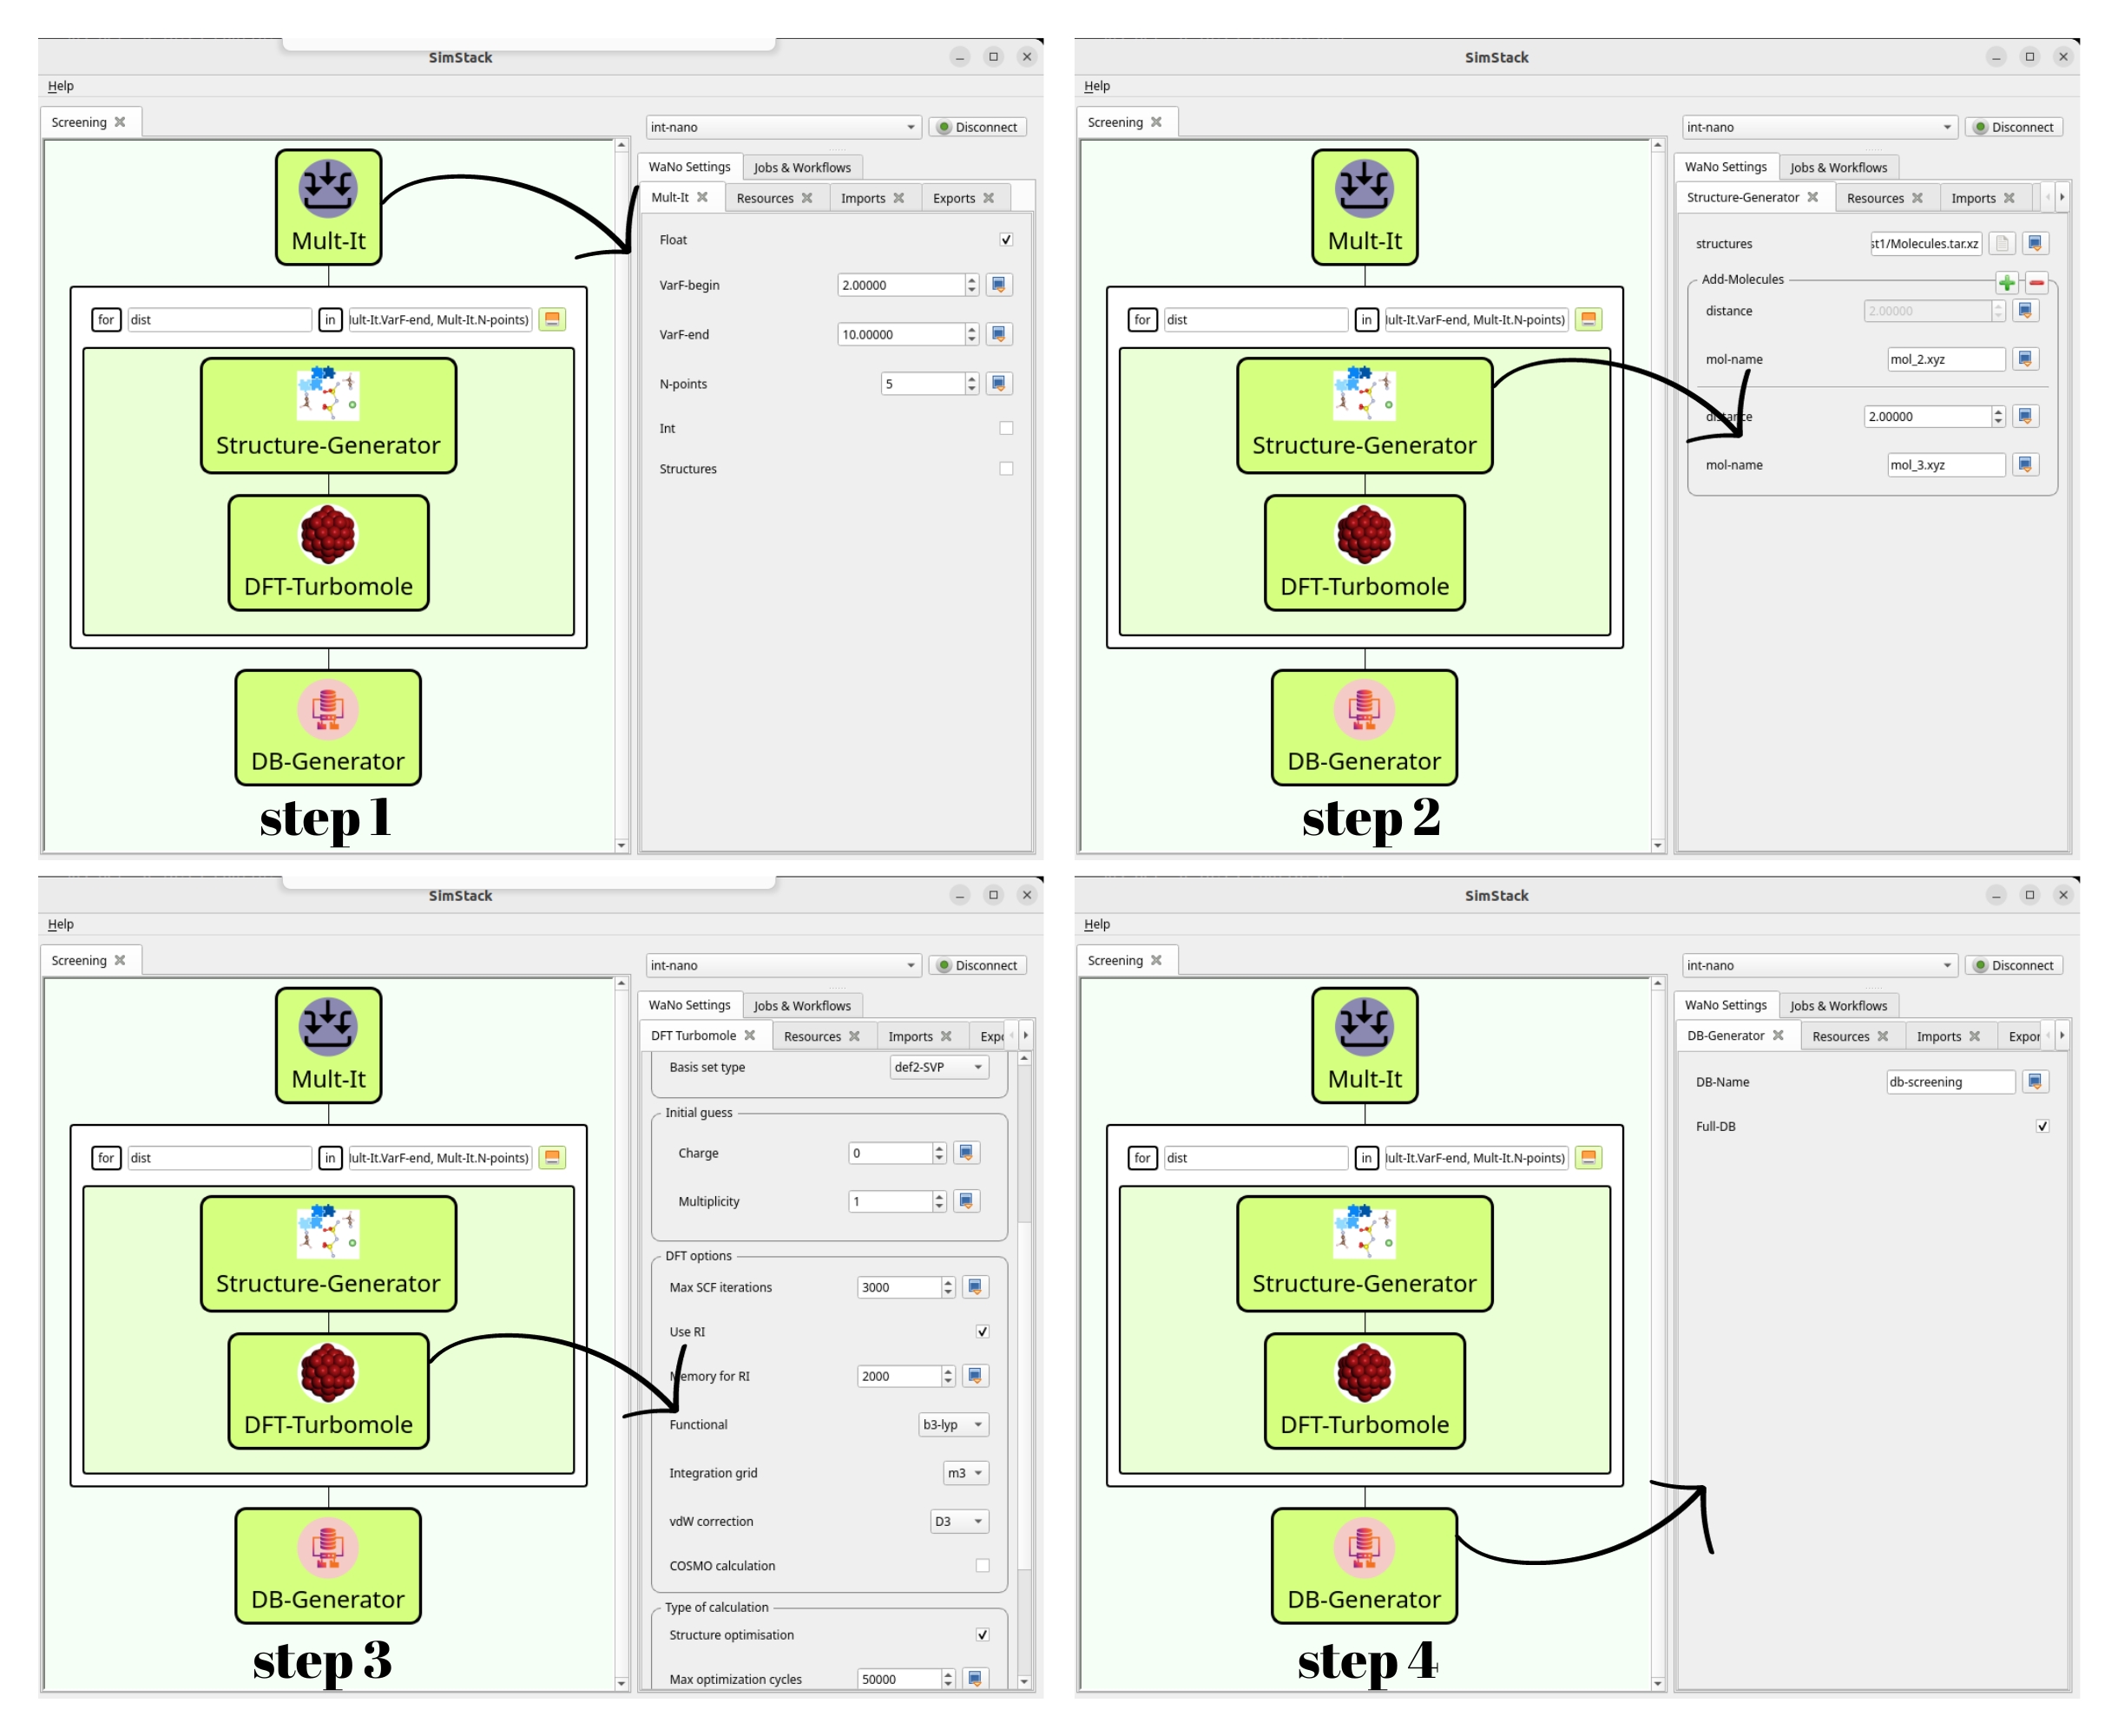 SimStack
Help
Screening
int-nano
Disconnect
WaNo Settings
Jobs & Workflows
Mult-It
Resources
Imports
Exports
Mult-It
for
dist
in
ult-It.VarF-end, Mult-It.N-points)
Structure-Generator
DFT-Turbomole
DB-Generator
step 1
Float
VarF-begin
2.00000
VarF-end
10.00000
N-points
5
Int
Structures
SimStack
Help
Screening
int-nano
Disconnect
WaNo Settings
Jobs & Workflows
Structure-Generator
Resources
Imports
Mult-It
for
dist
in
ult-It.VarF-end, Mult-It.N-points)
Structure-Generator
DFT-Turbomole
DB-Generator
step 2
structures
st1/Molecules.tar.xz
Add-Molecules
distance
2.00000
mol-name
mol_2.xyz
distance
2.00000
mol-name
mol_3.xyz
SimStack
Help
Screening
int-nano
Disconnect
WaNo Settings
Jobs & Workflows
DFT Turbomole
Resources
Imports
Expo
Mult-It
for
dist
in
ult-It.VarF-end, Mult-It.N-points)
Structure-Generator
DFT-Turbomole
DB-Generator
step 3
Basis set type
def2-SVP
Initial guess
Charge
0
Multiplicity
1
DFT options
Max SCF iterations
3000
Use RI
Memory for RI
2000
Functional
b3-lyp
Integration grid
m3
vdW correction
D3
COSMO calculation
Type of calculation
Structure optimisation
Max optimization cycles
50000
SimStack
Help
Screening
int-nano
Disconnect
WaNo Settings
Jobs & Workflows
DB-Generator
Resources
Imports
Expor
Mult-It
for
dist
in
ult-It.VarF-end, Mult-It.N-points)
Structure-Generator
DFT-Turbomole
DB-Generator
step 4
DB-Name
db-screening
Full-DB